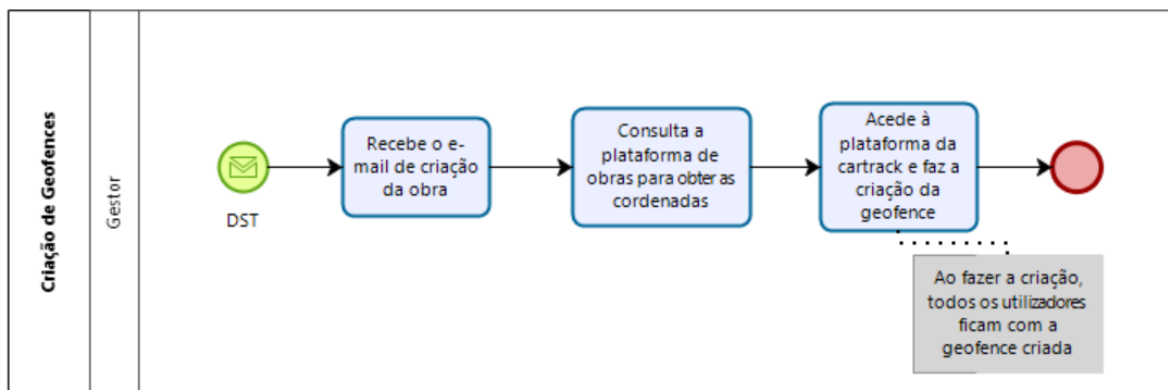 Criação de Geofences
Gestor
DST
Recebe o e-
mail de criação
da obra
Consulta a
plataforma de
obras para obter as
cordenadas
Acede à
plataforma da
cartrack e faz a
criação da
geofence
Ao fazer a criação,
todos os utilizadores
ficam com a
geofence criada